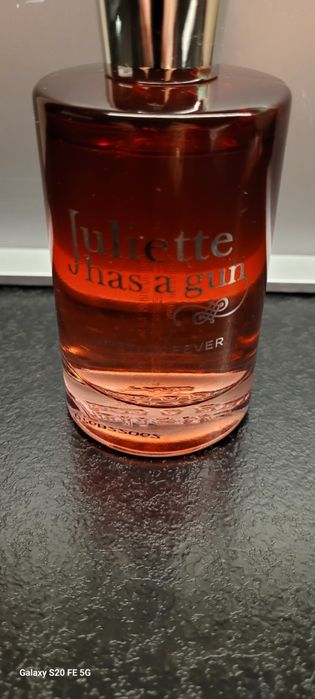 Juliette
has a gun
FEVER
Galaxy S20 FE 5G